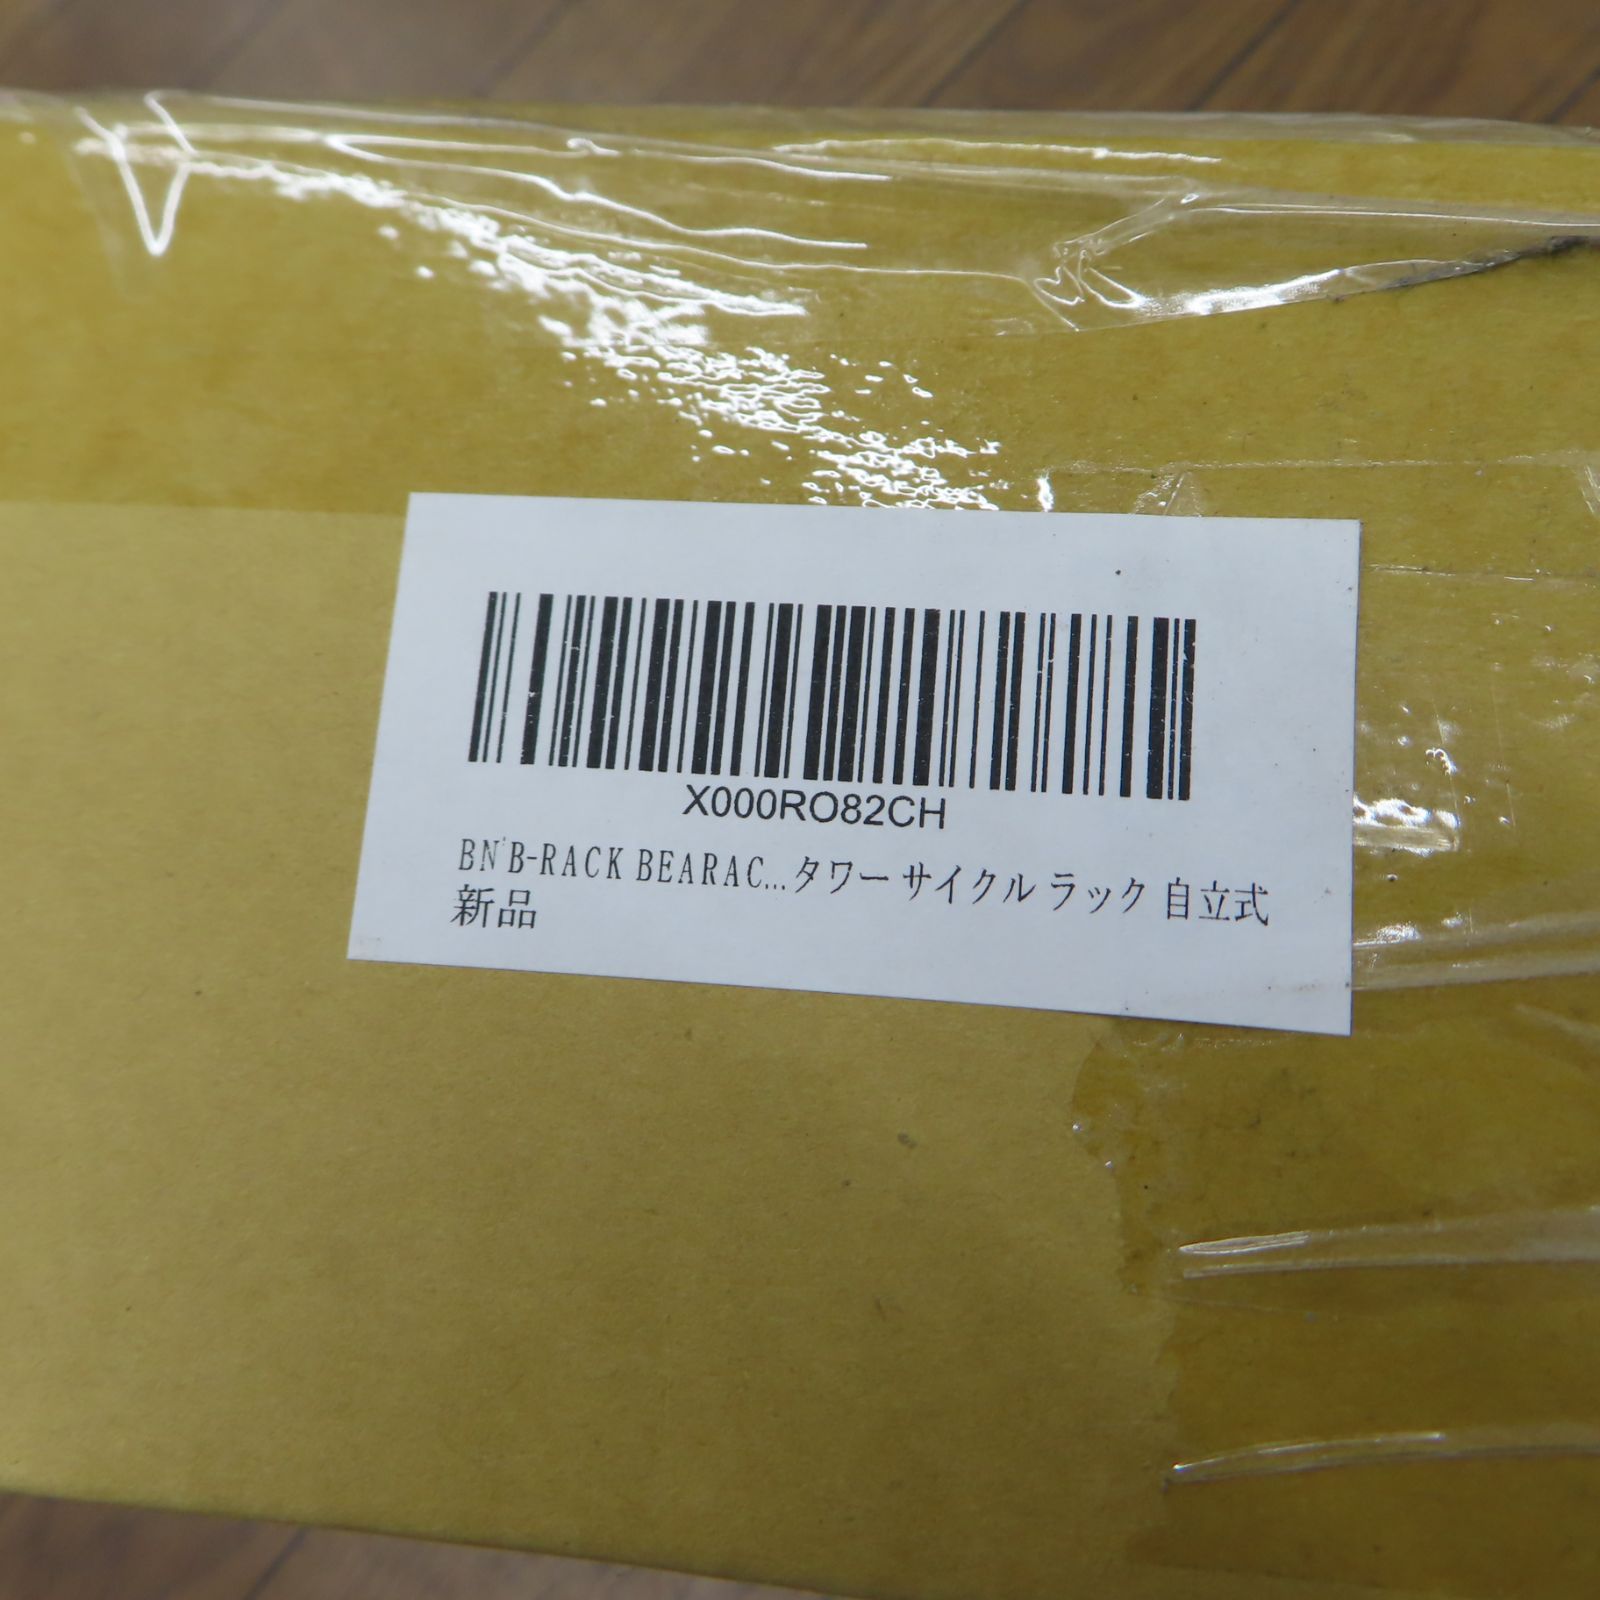 X000RO82CH
BN'B-RACK BEARAC...タワー サイクル ラック 自立式
新品